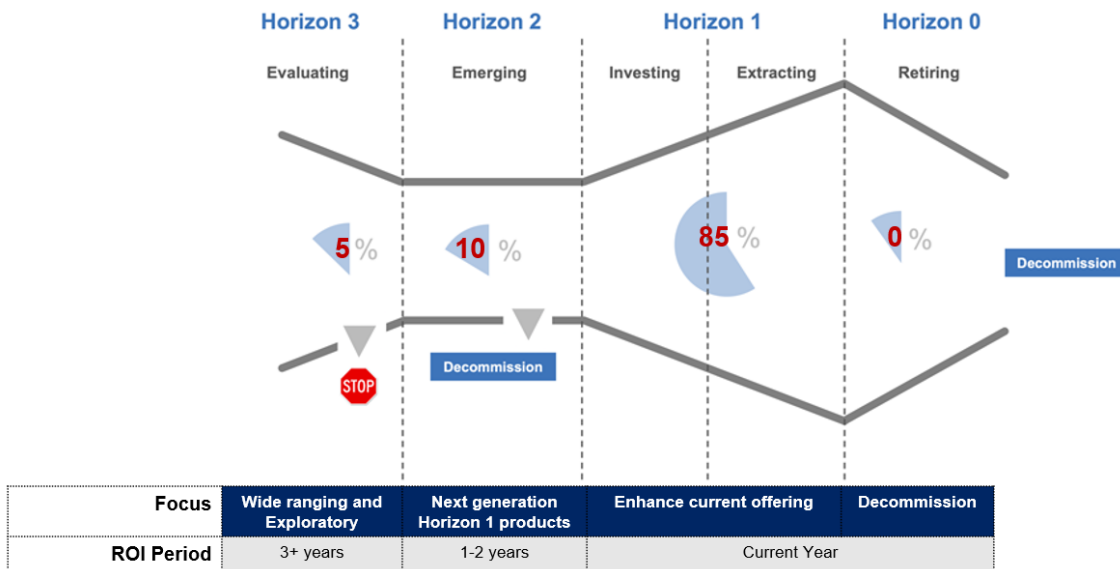 Horizon 3
Horizon 2
Horizon 1
Horizon 0
Evaluating
Emerging
Investing
Extracting
Retiring
5 %
10 %
85 %
0 %
Decommission
STOP
Decommission
Focus
Wide ranging and
Exploratory
Next generation
Horizon 1 products
Enhance current offering
Decommission
ROI Period
3+ years
1-2 years
Current Year